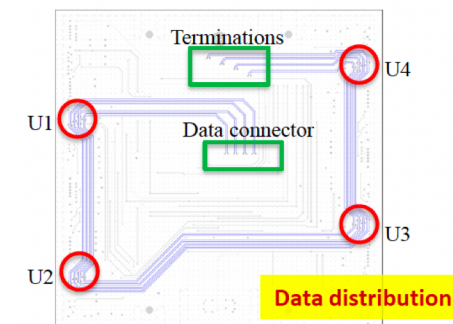 Terminations
U4
U1
Data connector
U3
U2
Data distribution